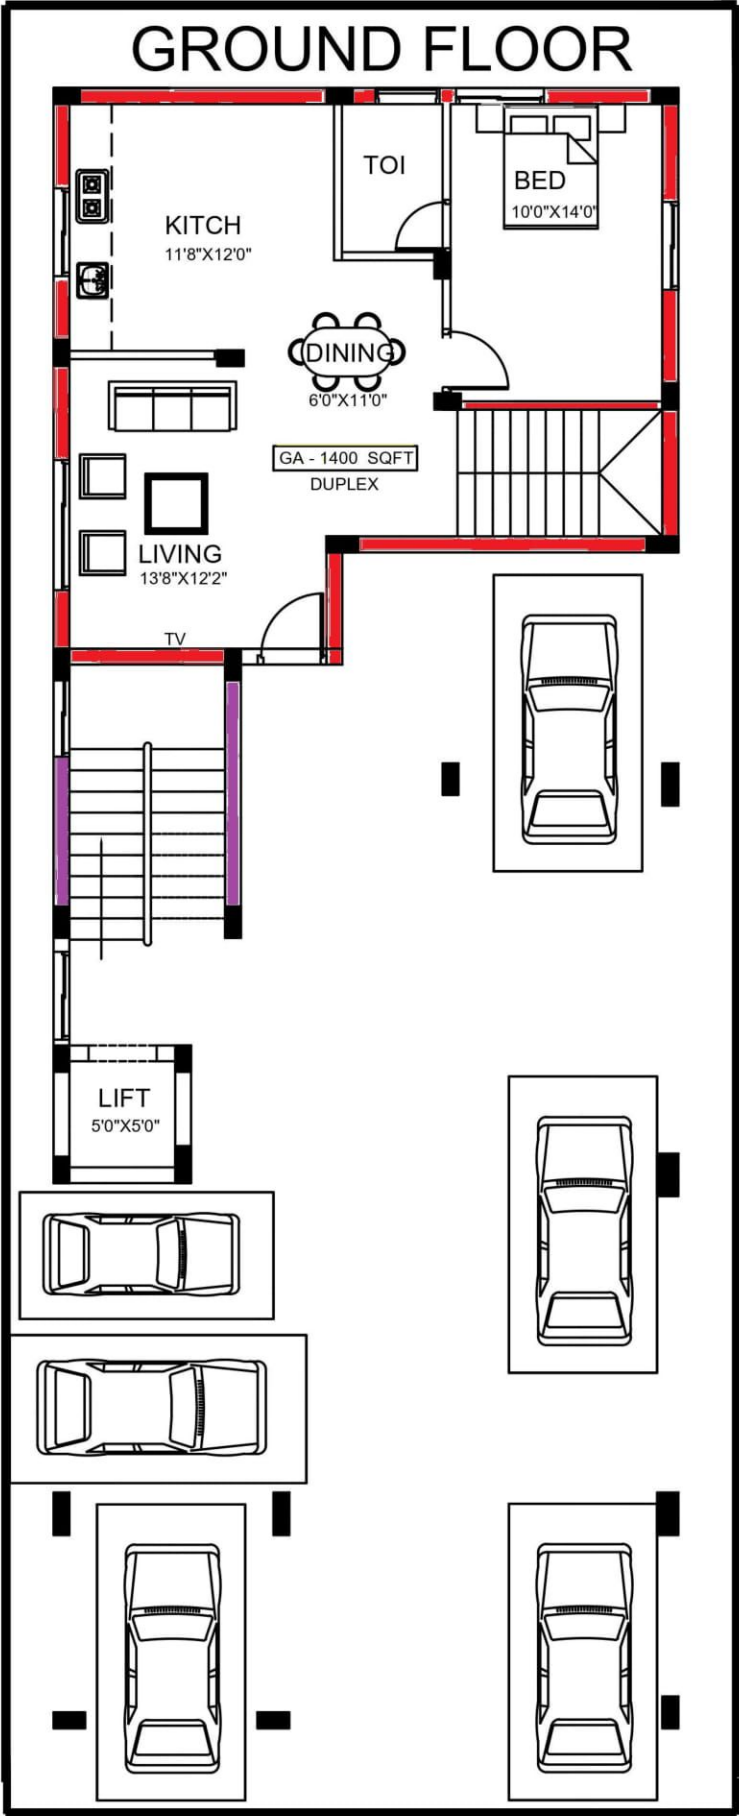 GROUND FLOOR
TOI
BED
10'0"X14'0"
KITCH
11'8"X12'0"
DINING
6'0"X11'0"
GA - 1400 SQFT
DUPLEX
LIVING
13'8"X12'2"
TV
LIFT
5'0"X5'0"